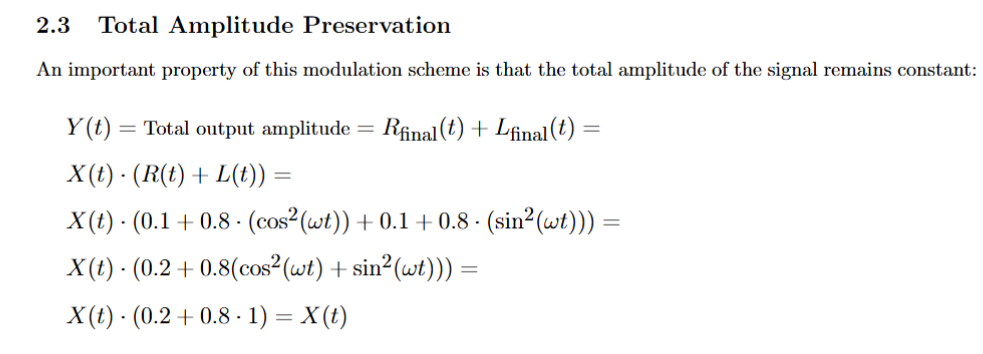 2.3 Total Amplitude Preservation
An important property of this modulation scheme is that the total amplitude of the signal remains constant:
Y(t) = Total output amplitude = R_final(t) + L_final(t) =
X(t) · (R(t) + L(t)) =
X(t) · (0.1 + 0.8 · (cos²(ωt)) + 0.1 + 0.8 · (sin²(ωt))) =
X(t) · (0.2 + 0.8(cos²(ωt) + sin²(ωt))) =
X(t) · (0.2 + 0.8 · 1) = X(t)